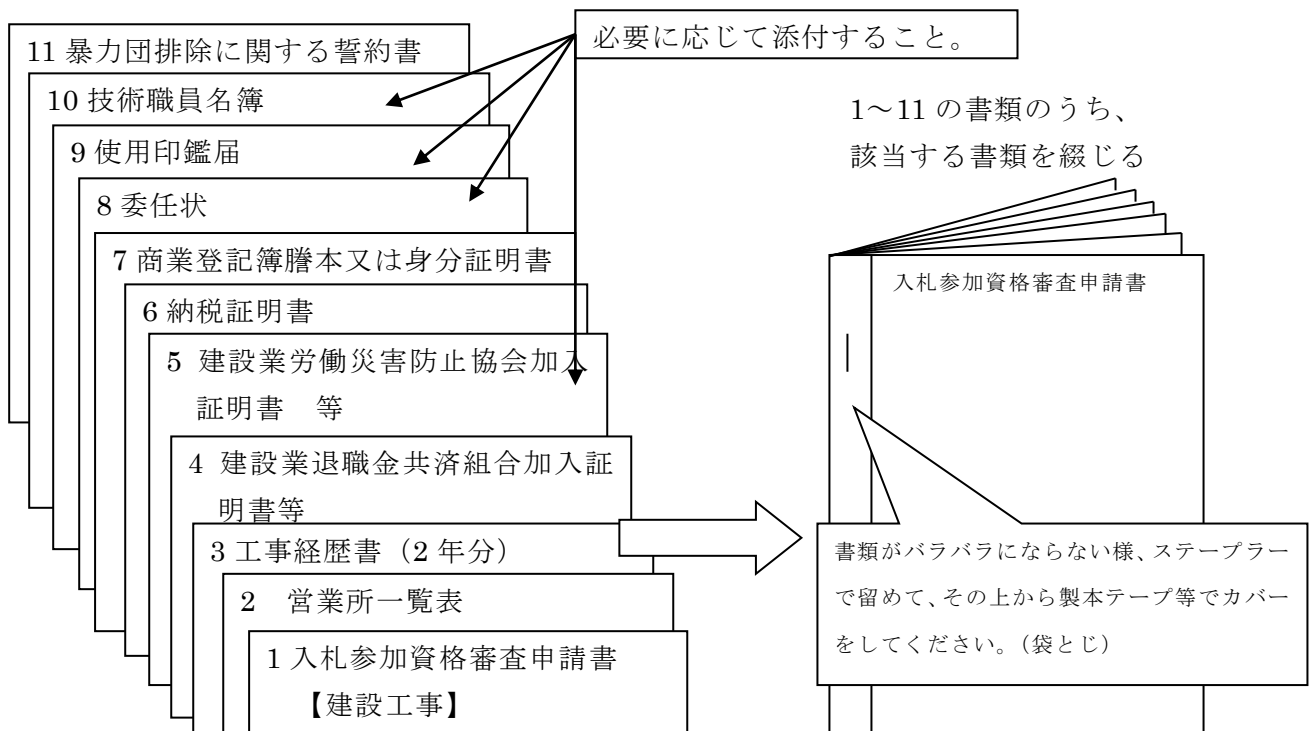 11 暴力団排除に関する誓約書
必要に応じて添付すること。
10 技術職員名簿
9 使用印鑑届
8 委任状
7 商業登記簿謄本又は身分証明書
6 納税証明書
5 建設業労働災害防止協会加入
証明書　等
4 建設業退職金共済組合加入証
明書等
3 工事経歴書（2 年分）
2　営業所一覧表
1 入札参加資格審査申請書
【建設工事】
1～11 の書類のうち、
該当する書類を綴じる
入札参加資格審査申請書
書類がバラバラにならない様、ステープラー
で留めて、その上から製本テープ等でカバー
をしてください。（袋とじ）